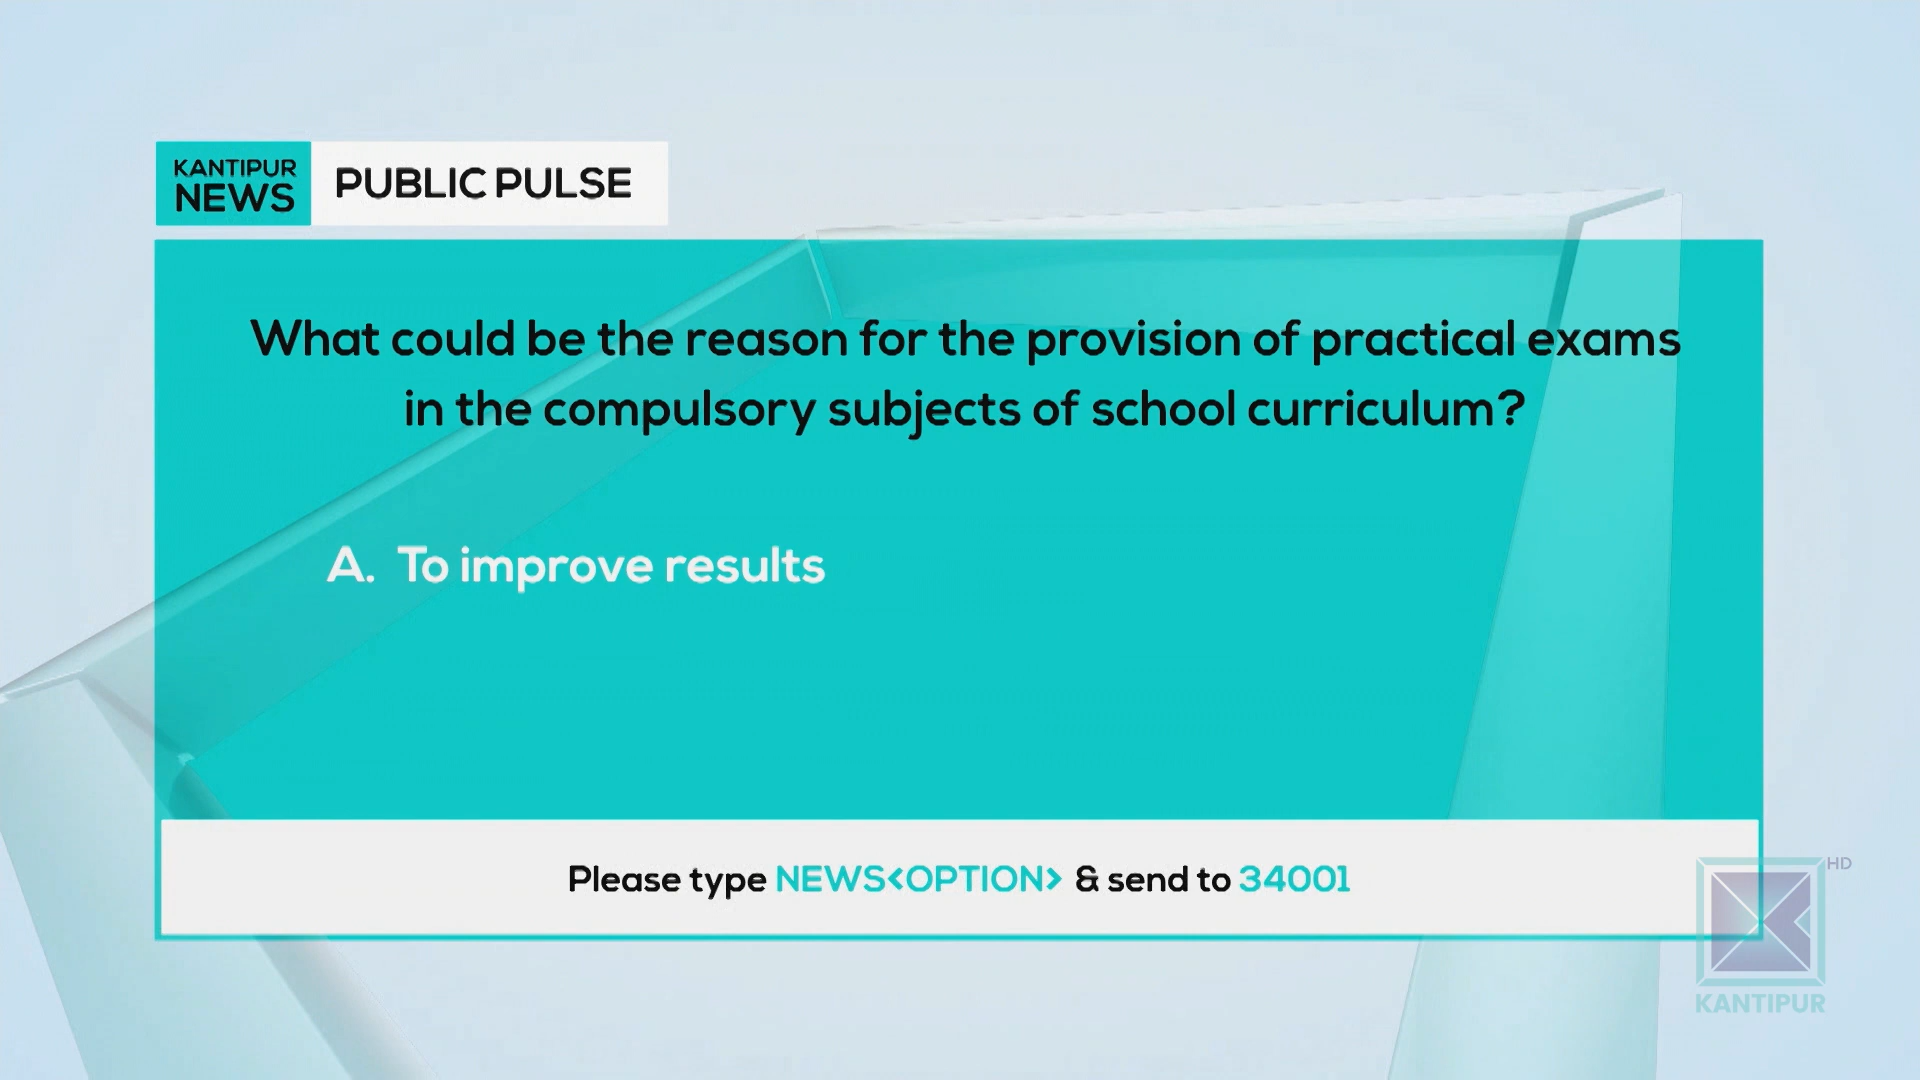 KANTIPUR
NEWS
PUBLIC PULSE
What could be the reason for the provision of practical exams
in the compulsory subjects of school curriculum?
A. To improve results
Please type NEWS<OPTION> & send to 34001
HD
KANTIPUR